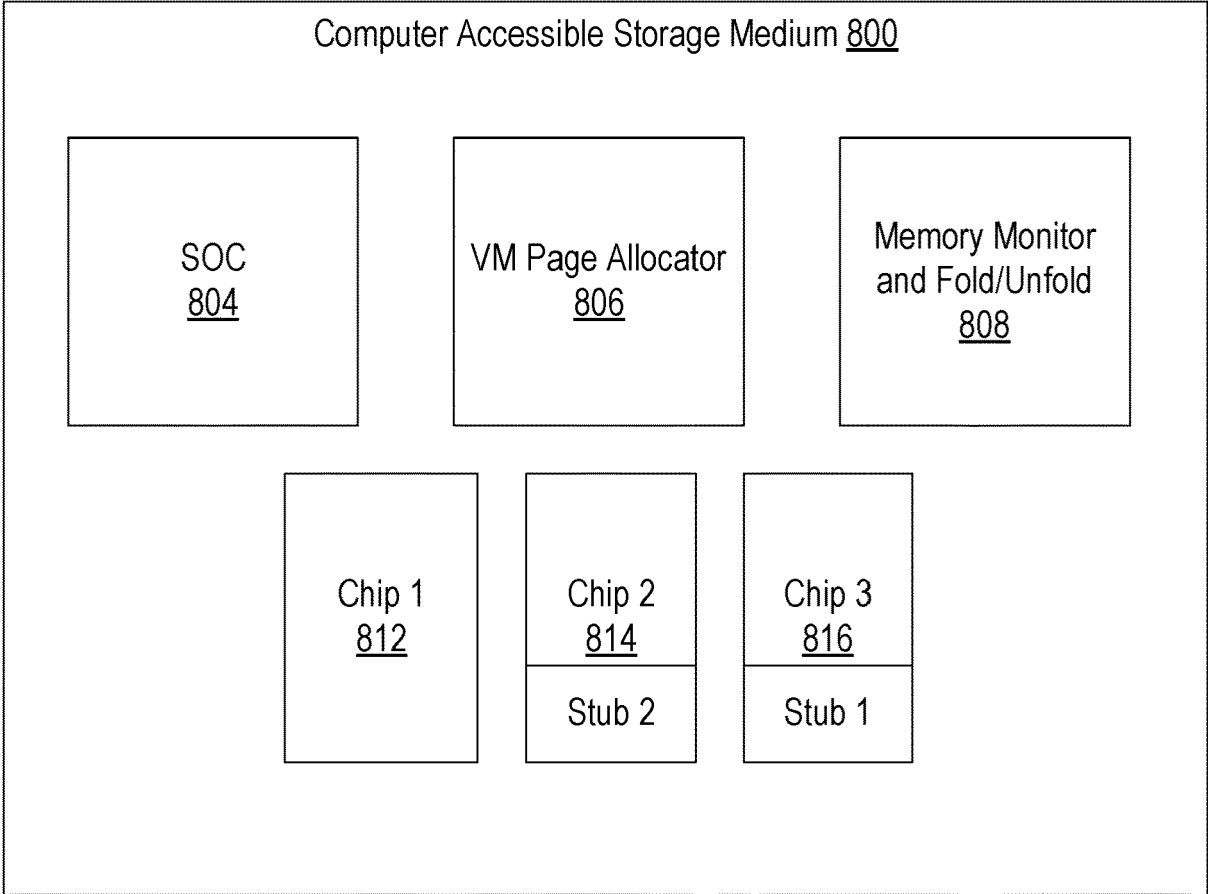 Computer Accessible Storage Medium 800
SOC
804
VM Page Allocator
806
Memory Monitor
and Fold/Unfold
808
Chip 1
812
Chip 2
814
Stub 2
Chip 3
816
Stub 1